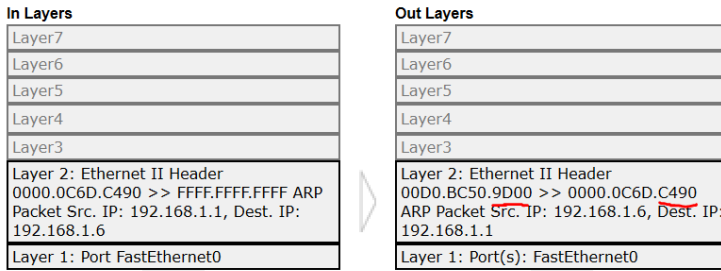 In Layers
Layer7
Layer6
Layer5
Layer4
Layer3
Layer 2: Ethernet II Header
0000.0C6D.C490 >> FFFF.FFFF.FFFF ARP
Packet Src. IP: 192.168.1.1, Dest. IP:
192.168.1.6
Layer 1: Port FastEthernet0
Out Layers
Layer7
Layer6
Layer5
Layer4
Layer3
Layer 2: Ethernet II Header
00D0.BC50.9D00 >> 0000.0C6D.C490
ARP Packet Src. IP: 192.168.1.6, Dest. IP:
192.168.1.1
Layer 1: Port(s): FastEthernet0